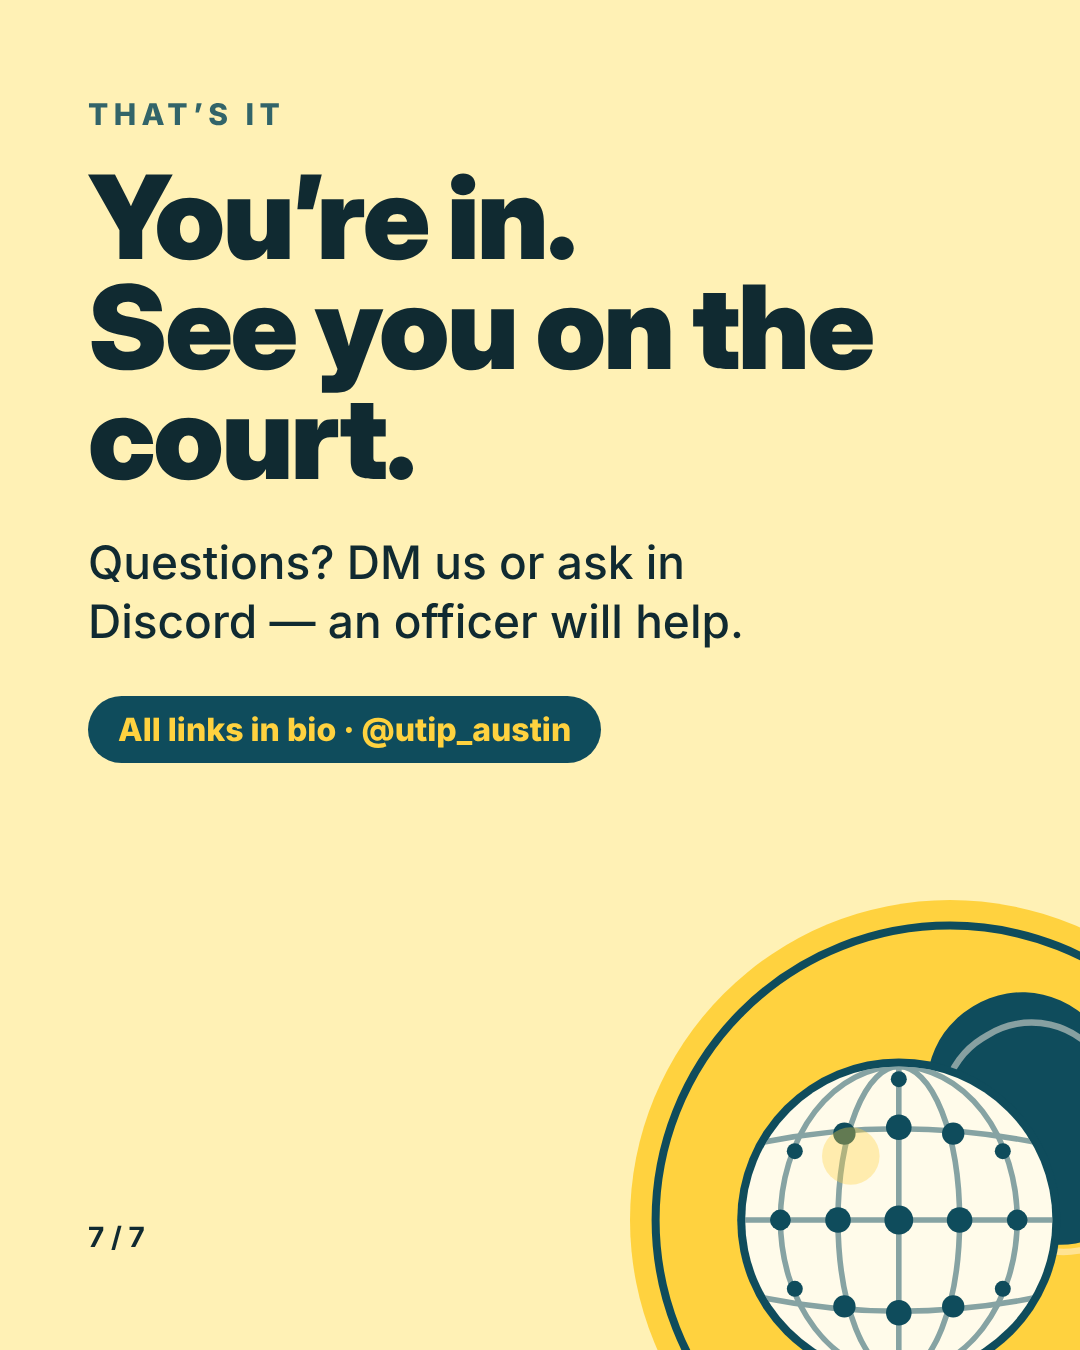 THAT’S IT
You’re in.
See you on the
court.
Questions? DM us or ask in
Discord — an officer will help.
All links in bio · @utip_austin
7 / 7